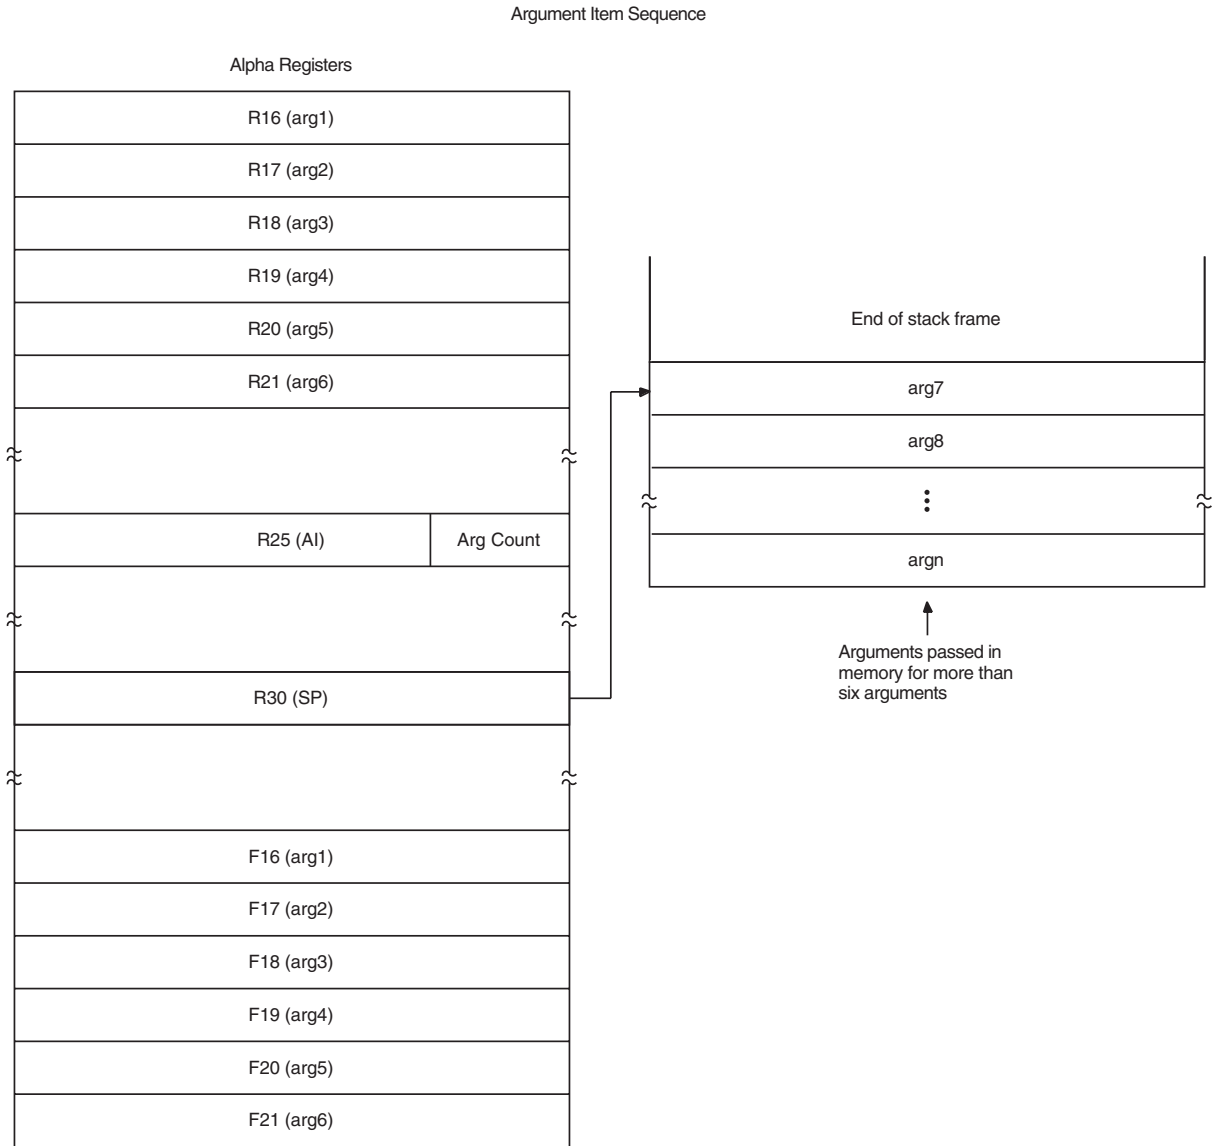 Argument Item Sequence
Alpha Registers
R16 (arg1)
R17 (arg2)
R18 (arg3)
R19 (arg4)
R20 (arg5)
R21 (arg6)
R25 (AI)
Arg Count
R30 (SP)
F16 (arg1)
F17 (arg2)
F18 (arg3)
F19 (arg4)
F20 (arg5)
F21 (arg6)
End of stack frame
arg7
arg8
argn
Arguments passed in
memory for more than
six arguments